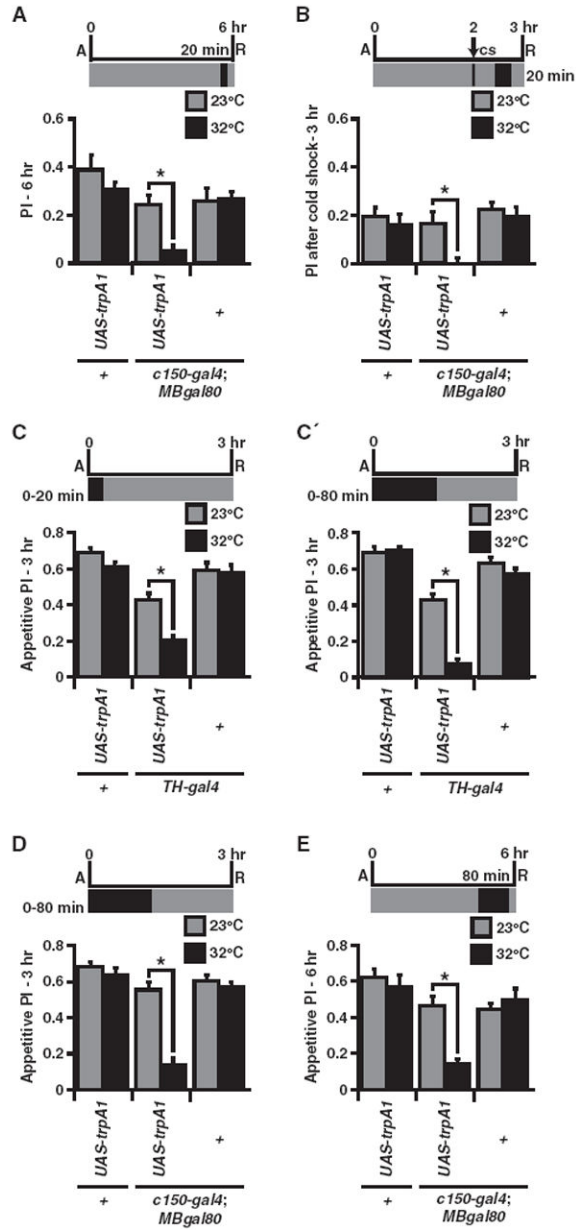 A
0
6 hr
A
20 min
R
23°C
32°C
0.6
0.4
0.2
0
PI - 6 hr
*
UAS-trpA1
UAS-trpA1
+
+
c150-gal4;
MBgal80
B
0
2
3 hr
A
cs
R
20 min
23°C
32°C
0.6
0.4
0.2
0
PI after cold shock- 3 hr
*
UAS-trpA1
UAS-trpA1
+
+
c150-gal4;
MBgal80
C
0
3 hr
A
R
0-20 min
23°C
32°C
0.8
0.6
0.4
0.2
0
Appetitive PI - 3 hr
*
UAS-trpA1
UAS-trpA1
+
+
TH-gal4
C´
0
3 hr
A
R
0-80 min
23°C
32°C
0.8
0.6
0.4
0.2
0
Appetitive PI - 3 hr
*
UAS-trpA1
UAS-trpA1
+
+
TH-gal4
D
0
3 hr
A
R
0-80 min
23°C
32°C
0.8
0.6
0.4
0.2
0
Appetitive PI - 3 hr
*
UAS-trpA1
UAS-trpA1
+
+
c150-gal4;
MBgal80
E
0
6 hr
A
80 min
R
23°C
32°C
0.8
0.6
0.4
0.2
0
Appetitive PI - 6 hr
*
UAS-trpA1
UAS-trpA1
+
+
c150-gal4;
MBgal80